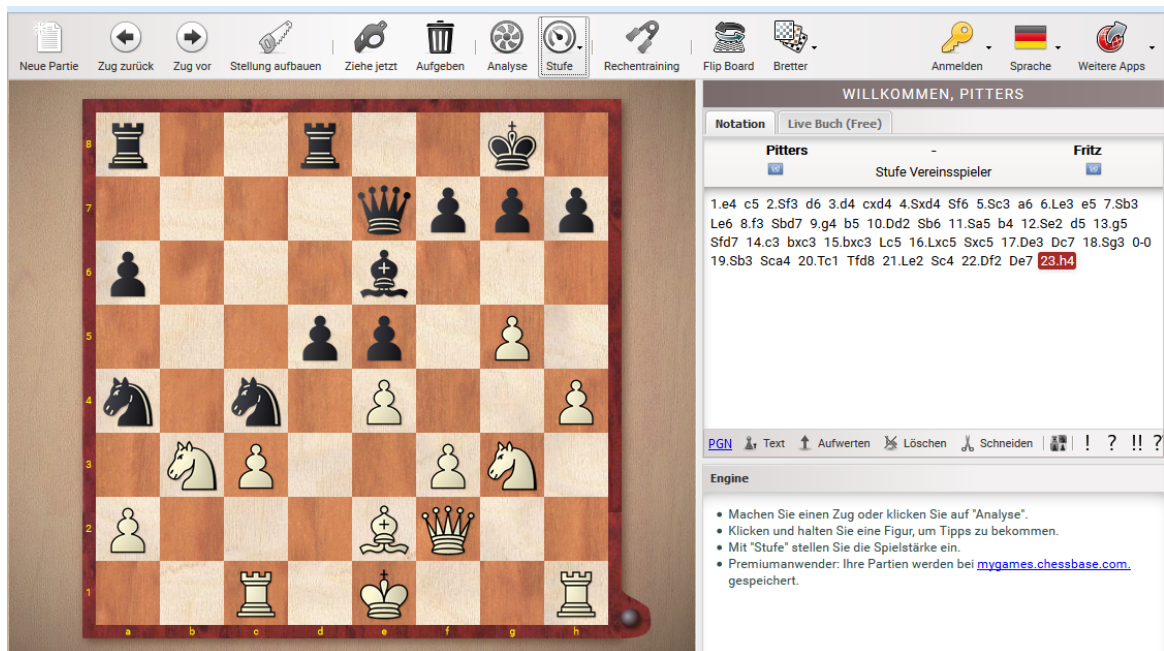 Neue Partie Zug zurück Zug vor Stellung aufbauen Ziehe jetzt Aufgeben Analyse Stufe Rechentraining Flip Board Bretter Anmelden Sprache Weitere Apps
WILLKOMMEN, PITTERS
Notation Live Buch (Free)
Pitters - Fritz
Stufe Vereinsspieler
1.e4 c5 2.Sf3 d6 3.d4 cxd4 4.Sxd4 Sf6 5.Sc3 a6 6.Le3 e5 7.Sb3
Le6 8.f3 Sbd7 9.g4 b5 10.Dd2 Sb6 11.Sa5 b4 12.Se2 d5 13.g5
Sfd7 14.c3 bxc3 15.bxc3 Lc5 16.Lxc5 Sxc5 17.De3 Dc7 18.Sg3 0-0
19.Sb3 Sca4 20.Tc1 Tfd8 21.Le2 Sc4 22.Df2 De7 23.h4
PGN Text Aufwerten Löschen Schneiden ! ? !! ?
Engine
• Machen Sie einen Zug oder klicken Sie auf "Analyse".
• Klicken und halten Sie eine Figur, um Tipps zu bekommen.
• Mit "Stufe" stellen Sie die Spielstärke ein.
• Premiumanwender: Ihre Partien werden bei mygames.chessbase.com.
gespeichert.
8
7
6
5
4
3
2
1
a b c d e f g h